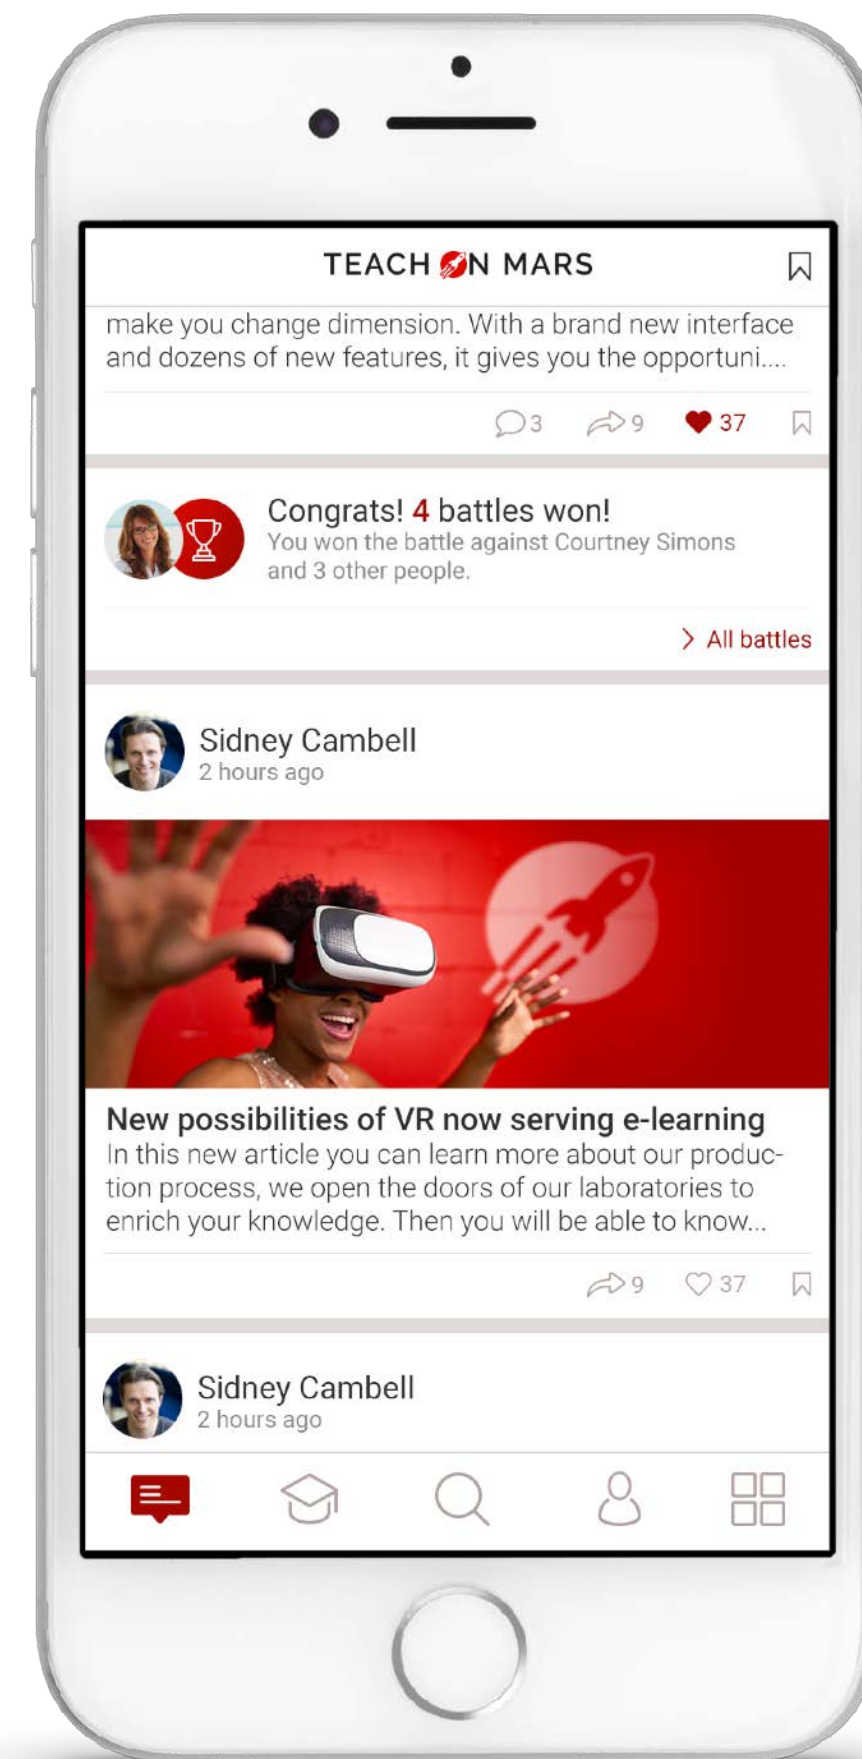 TEACH ON MARS
make you change dimension. With a brand new interface
and dozens of new features, it gives you the opportuni....
3 9 37
Congrats! 4 battles won!
You won the battle against Courtney Simons
and 3 other people.
All battles
Sidney Cambell
2 hours ago
New possibilities of VR now serving e-learning
In this new article you can learn more about our produc-
tion process, we open the doors of our laboratories to
enrich your knowledge. Then you will be able to know...
9 37
Sidney Cambell
2 hours ago